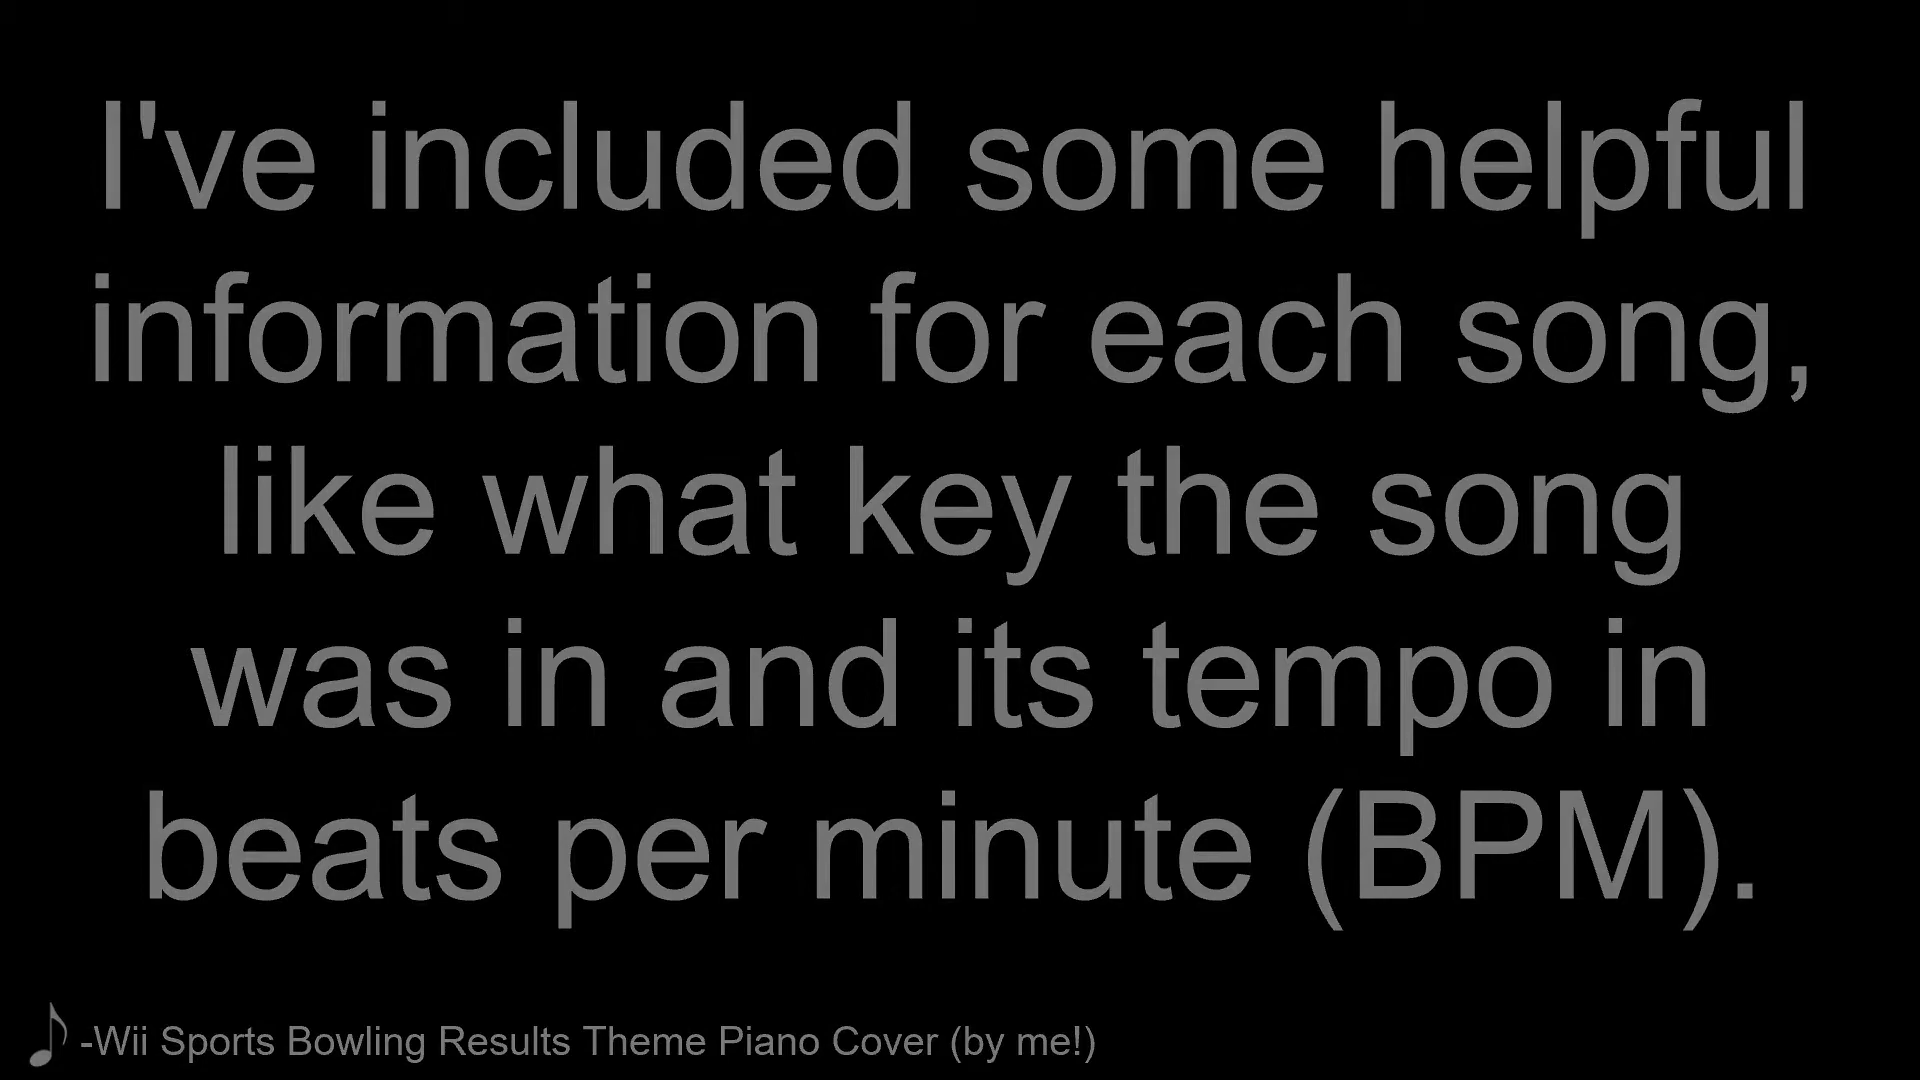 I've included some helpful
information for each song,
like what key the song
was in and its tempo in
beats per minute (BPM).
♪ -Wii Sports Bowling Results Theme Piano Cover (by me!)